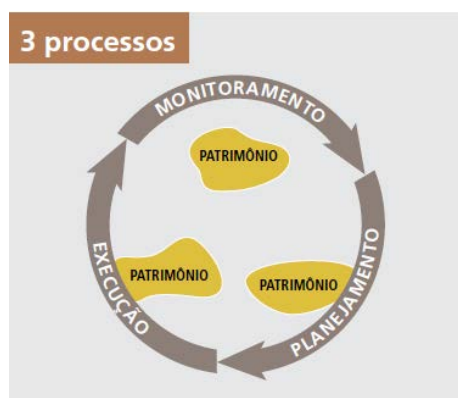 3 processos
MONITORAMENTO
PATRIMÔNIO
PATRIMÔNIO
PATRIMÔNIO
EXECUÇÃO
PLANEJAMENTO